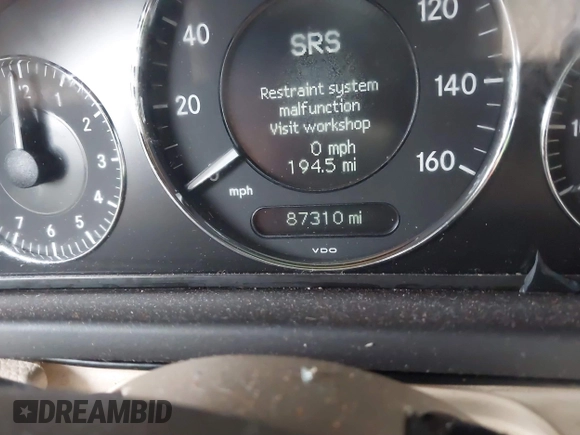 120
40
SRS
Restraint system
malfunction
Visit workshop
0 mph
194.5 mi
20
140
160
0
mph
87310 mi
VDO
12
1
2
3
4
5
6
7
DREAMBID